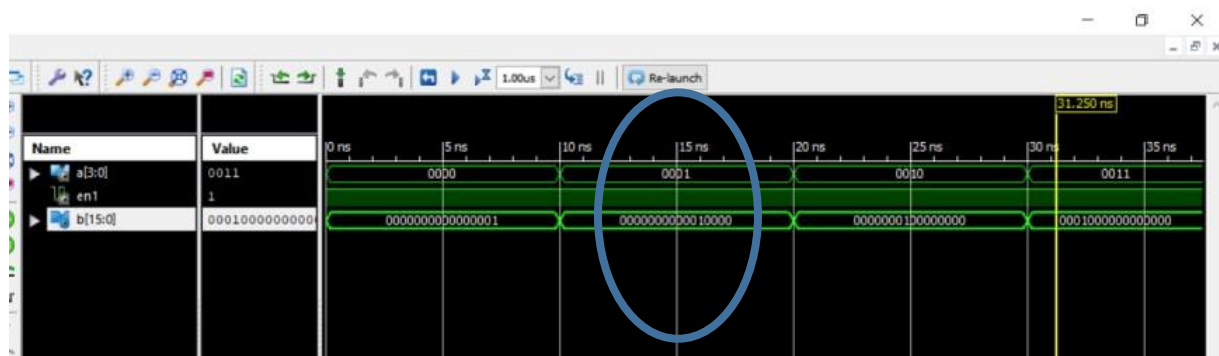 1.00us Re-launch
31.250 ns
Name Value 0 ns 5 ns 10 ns 15 ns 20 ns 25 ns 30 ns 35 ns
a[3:0] 0011 0000 0001 0010 0011
en1 1
b[15:0] 0001000000000 0000000000000001 0000000000010000 0000000100000000 0001000000000000